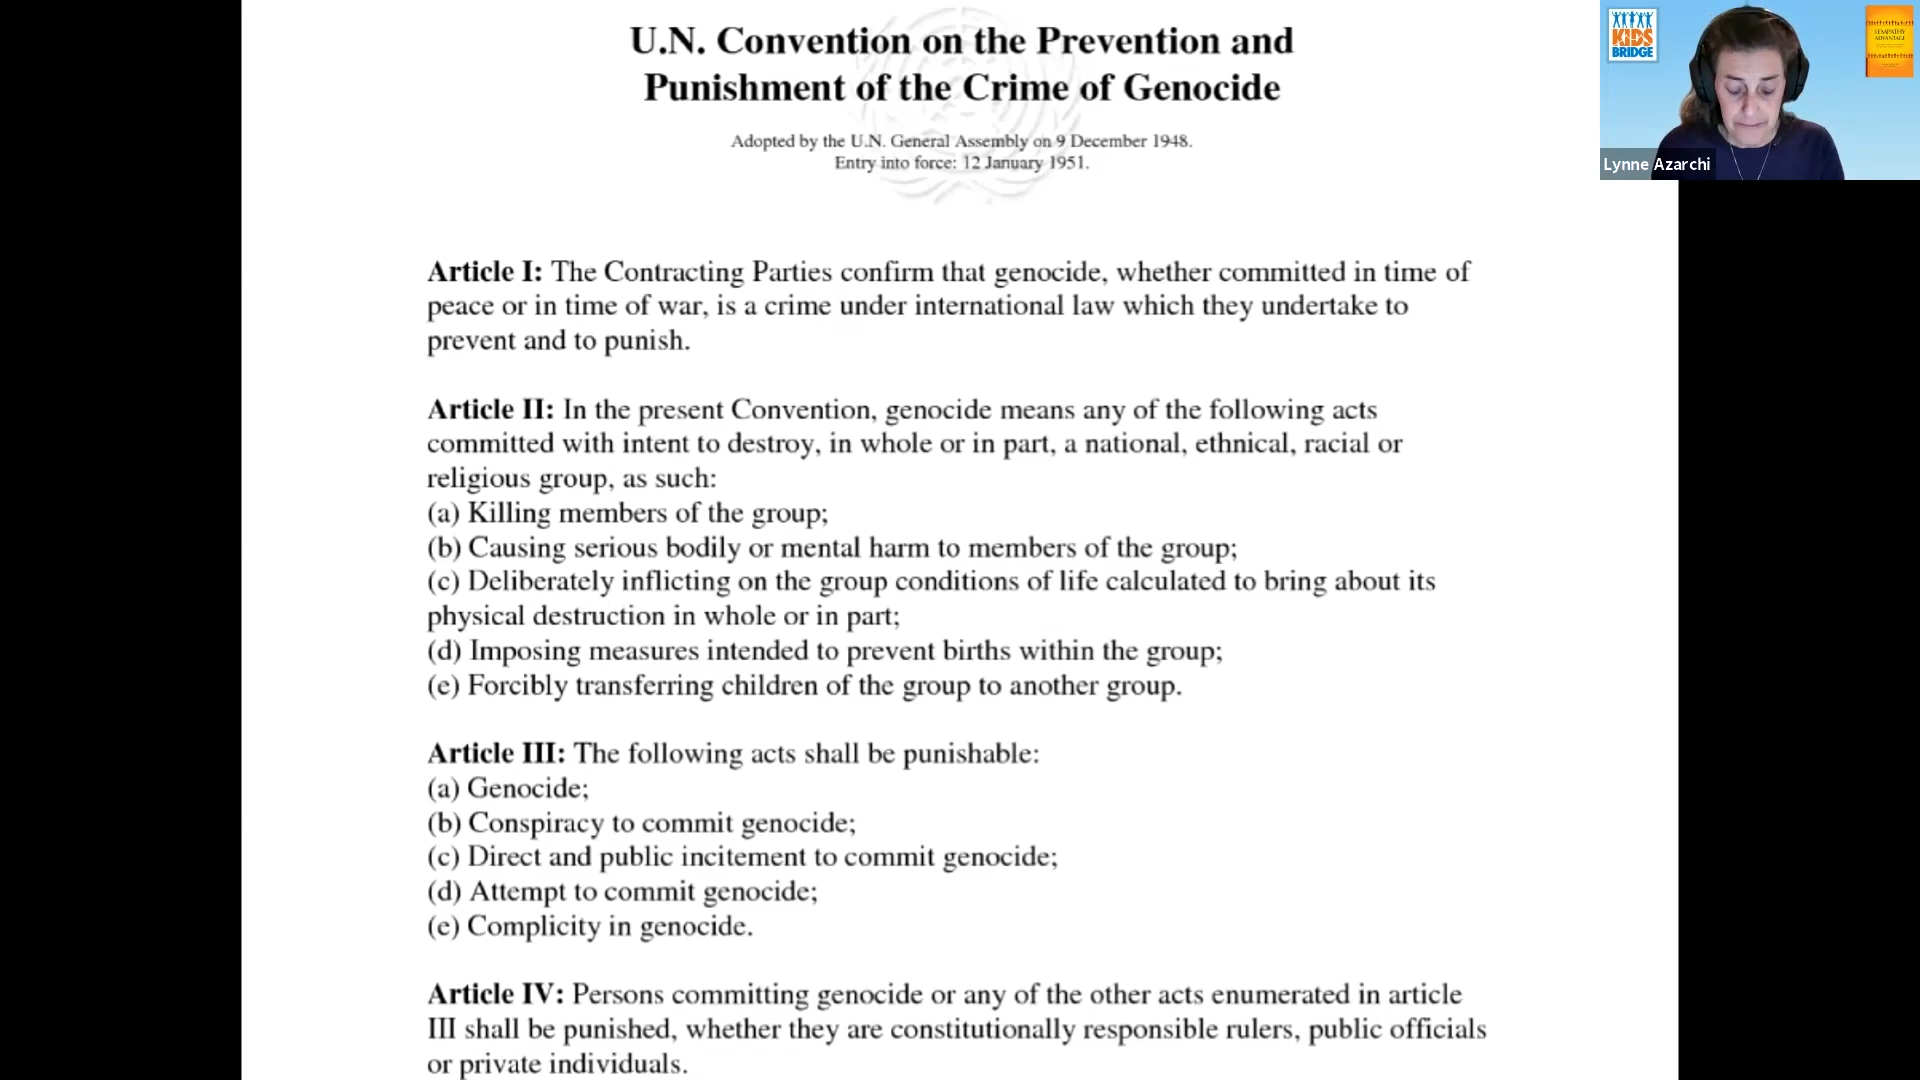 U.N. Convention on the Prevention and
Punishment of the Crime of Genocide
Adopted by the U.N. General Assembly on 9 December 1948.
Entry into force: 12 January 1951.
Article I: The Contracting Parties confirm that genocide, whether committed in time of
peace or in time of war, is a crime under international law which they undertake to
prevent and to punish.
Article II: In the present Convention, genocide means any of the following acts
committed with intent to destroy, in whole or in part, a national, ethnical, racial or
religious group, as such:
(a) Killing members of the group;
(b) Causing serious bodily or mental harm to members of the group;
(c) Deliberately inflicting on the group conditions of life calculated to bring about its
physical destruction in whole or in part;
(d) Imposing measures intended to prevent births within the group;
(e) Forcibly transferring children of the group to another group.
Article III: The following acts shall be punishable:
(a) Genocide;
(b) Conspiracy to commit genocide;
(c) Direct and public incitement to commit genocide;
(d) Attempt to commit genocide;
(e) Complicity in genocide.
Article IV: Persons committing genocide or any of the other acts enumerated in article
III shall be punished, whether they are constitutionally responsible rulers, public officials
or private individuals.
KIDS
BRIDGE
EMPATHY
ADVANTAGE
Lynne Azarchi